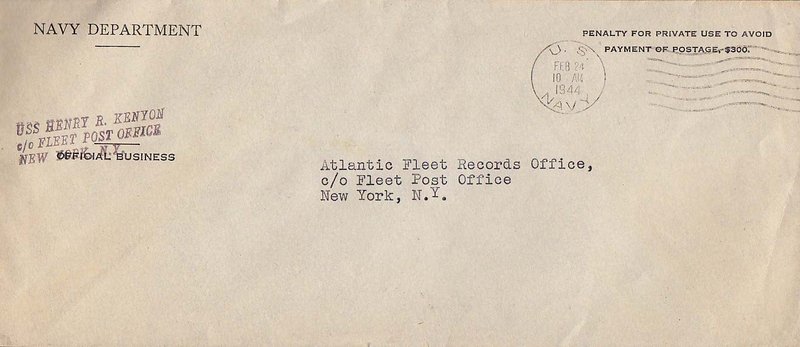 NAVY DEPARTMENT
PENALTY FOR PRIVATE USE TO AVOID
PAYMENT OF POSTAGE, $300.
U. S.
FEB 24
10 AM
1944
NAVY
USS HENRY R. KENYON
c/o FLEET POST OFFICE
NEW YORK, N.Y.
OFFICIAL BUSINESS
Atlantic Fleet Records Office,
c/o Fleet Post Office
New York, N.Y.